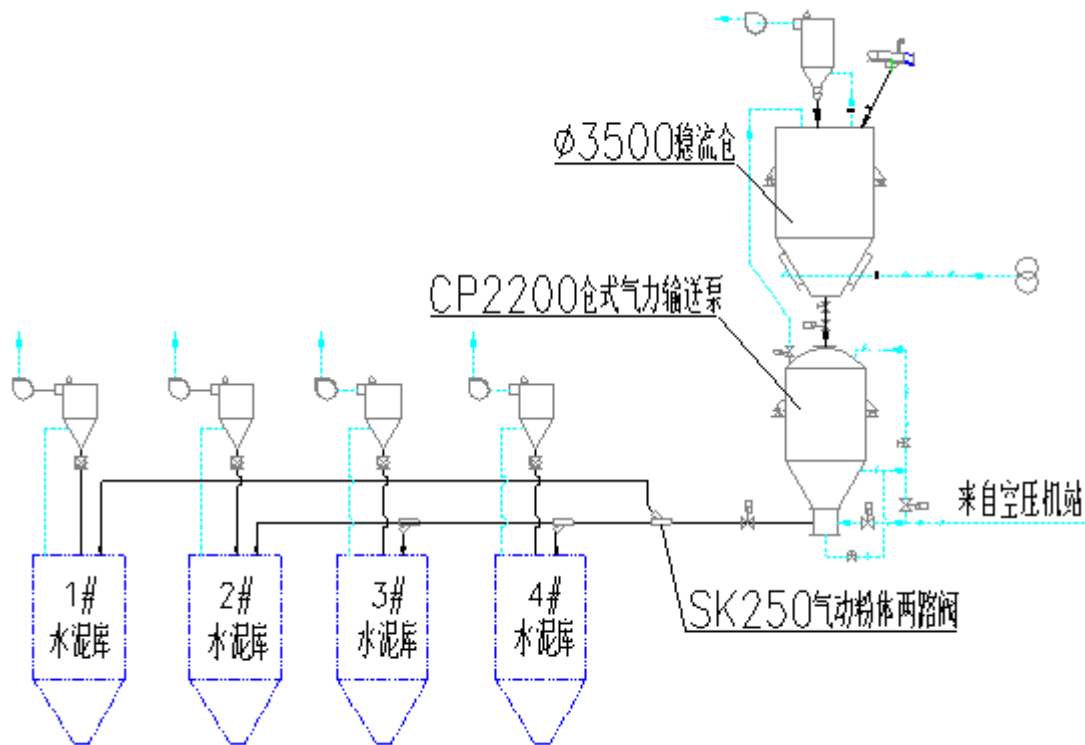 Ø3500稳流仓
CP2200仓式气力输送泵
来自空压机站
SK250气动粉体两路阀
1#
水泥库
2#
水泥库
3#
水泥库
4#
水泥库